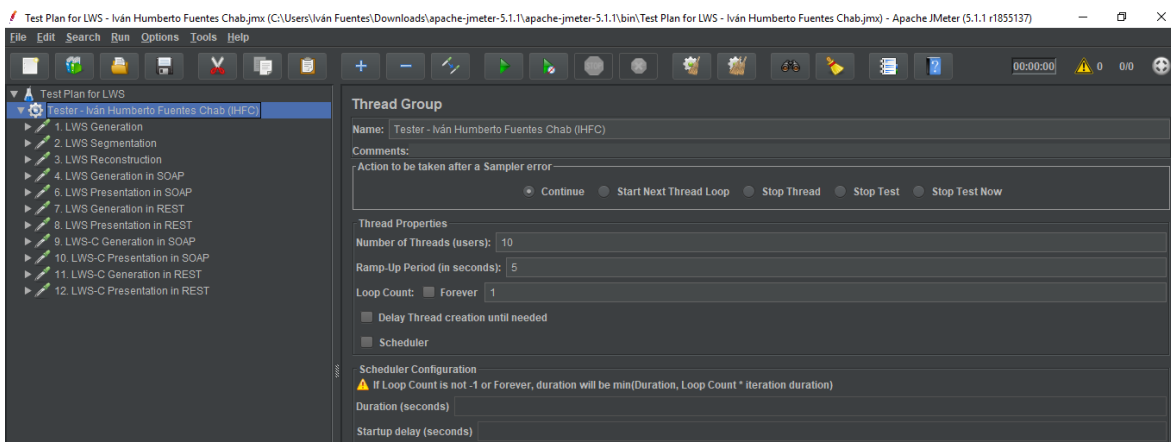 Test Plan for LWS - Iván Humberto Fuentes Chab.jmx (C:\Users\Iván Fuentes\Downloads\apache-jmeter-5.1.1\apache-jmeter-5.1.1\bin\Test Plan for LWS - Iván Humberto Fuentes Chab.jmx) - Apache JMeter (5.1.1 r1855137)
File Edit Search Run Options Tools Help
00:00:00 0 0/0
Test Plan for LWS
Tester - Iván Humberto Fuentes Chab (IHFC)
1. LWS Generation
2. LWS Segmentation
3. LWS Reconstruction
4. LWS Generation in SOAP
6. LWS Presentation in SOAP
7. LWS Generation in REST
8. LWS Presentation in REST
9. LWS-C Generation in SOAP
10. LWS-C Presentation in SOAP
11. LWS-C Generation in REST
12. LWS-C Presentation in REST
Thread Group
Name: Tester - Iván Humberto Fuentes Chab (IHFC)
Comments:
Action to be taken after a Sampler error
Continue Start Next Thread Loop Stop Thread Stop Test Stop Test Now
Thread Properties
Number of Threads (users): 10
Ramp-Up Period (in seconds): 5
Loop Count: Forever 1
Delay Thread creation until needed
Scheduler
Scheduler Configuration
If Loop Count is not -1 or Forever, duration will be min(Duration, Loop Count * iteration duration)
Duration (seconds)
Startup delay (seconds)